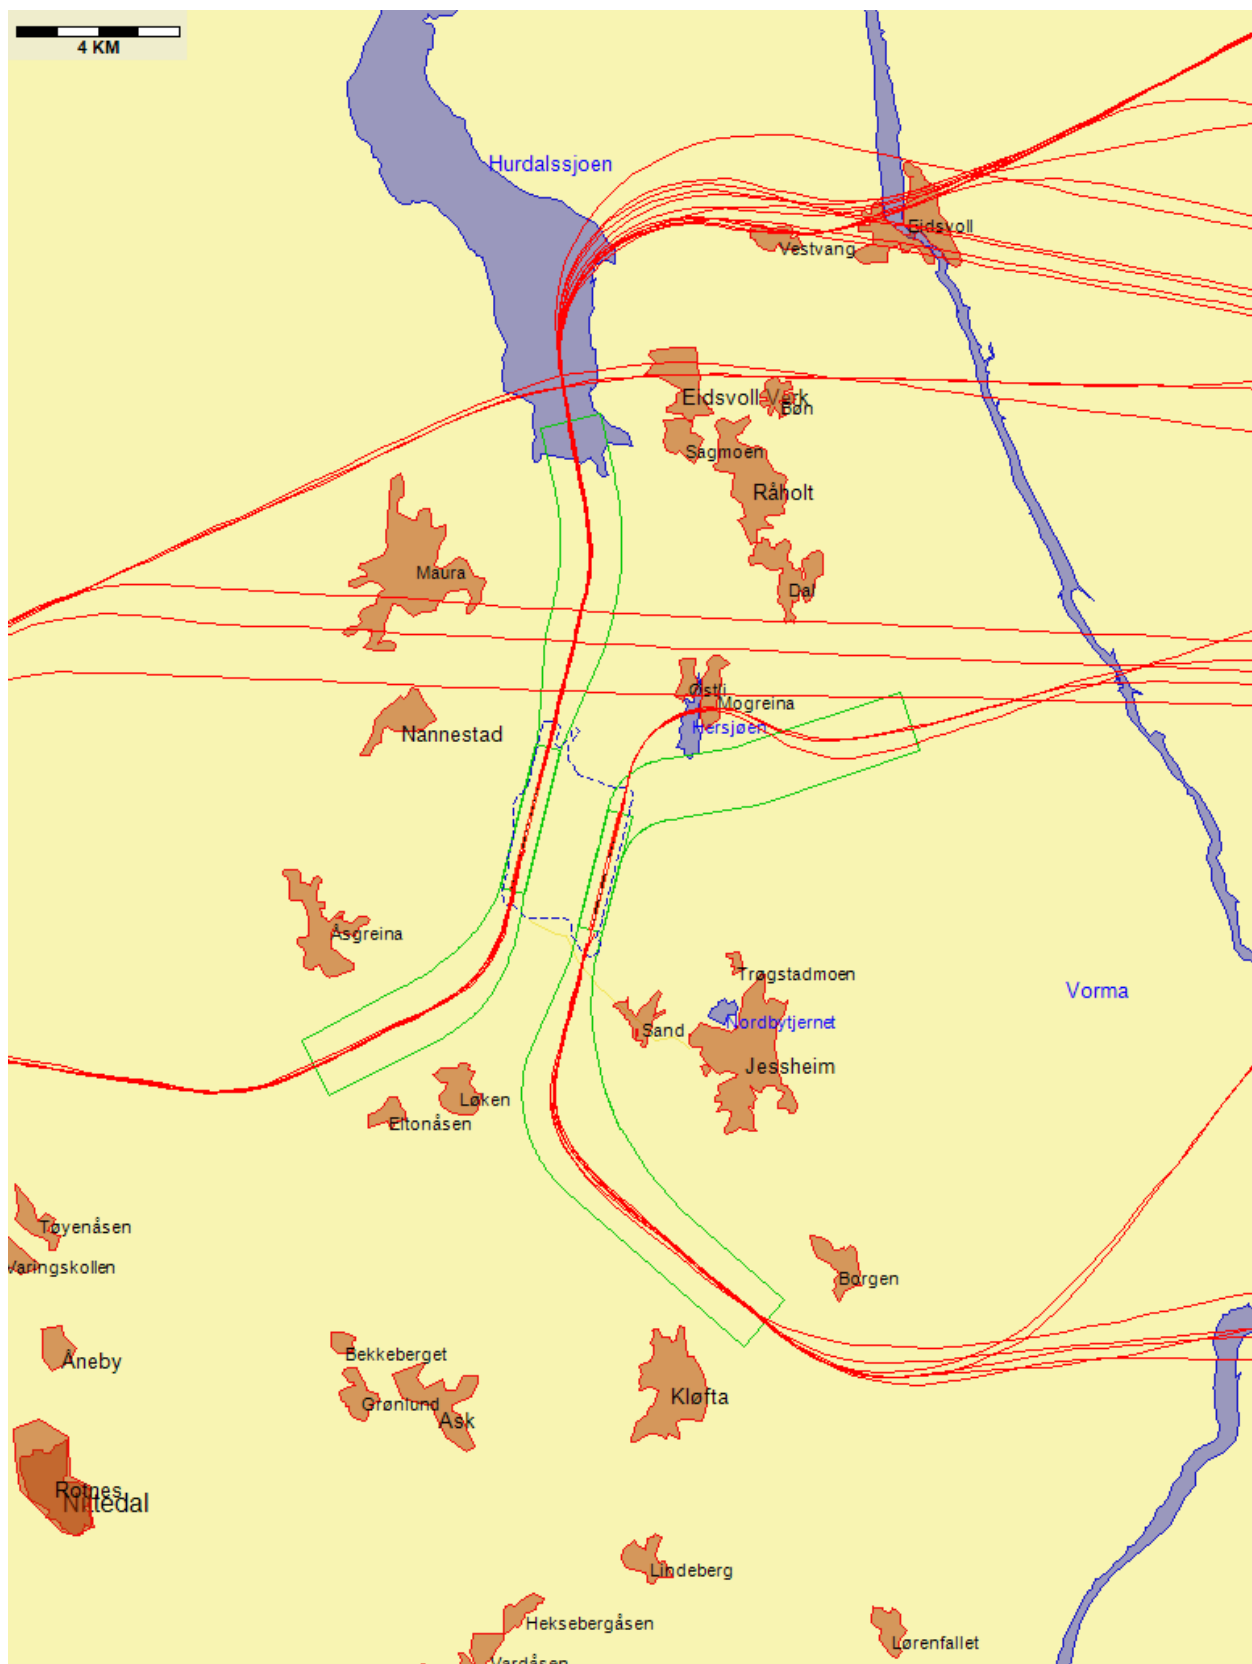 4 KM
Hurdalssjoen
Eidsvoll
Vestvang
Eidsvoll Verk
Bøn
Sagmoen
Råholt
Maura
Dal
Østli
Mogreina
Hersjøen
Nannestad
Åsgreina
Trøgstadmoen
Vorma
Nordbytjernet
Sand
Jessheim
Løken
Eltonåsen
Tøyenåsen
Varingskollen
Borgen
Åneby
Bekkeberget
Grønlund
Ask
Kløfta
Rotnes
Nittedal
Lindeberg
Heksebergåsen
Lørenfallet
Vardåsen